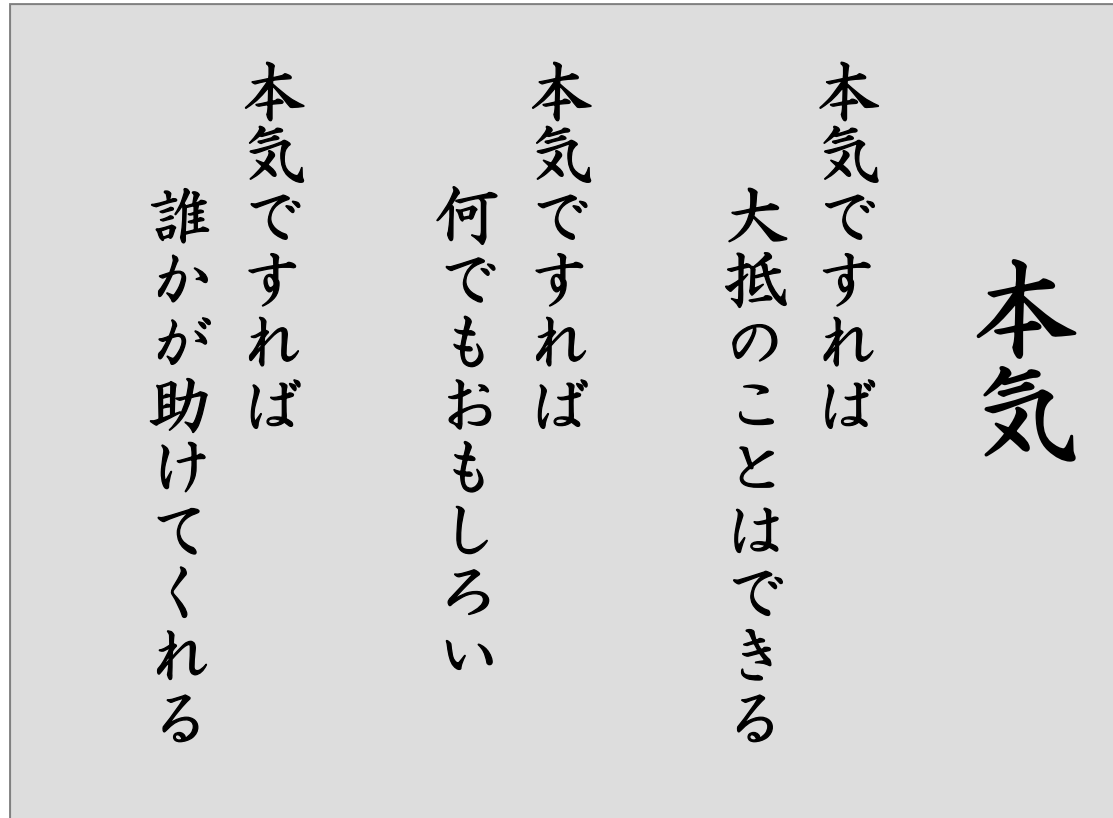 本気
本気ですれば
大抵のことはできる
本気ですれば
何でもおもしろい
本気ですれば
誰かが助けてくれる